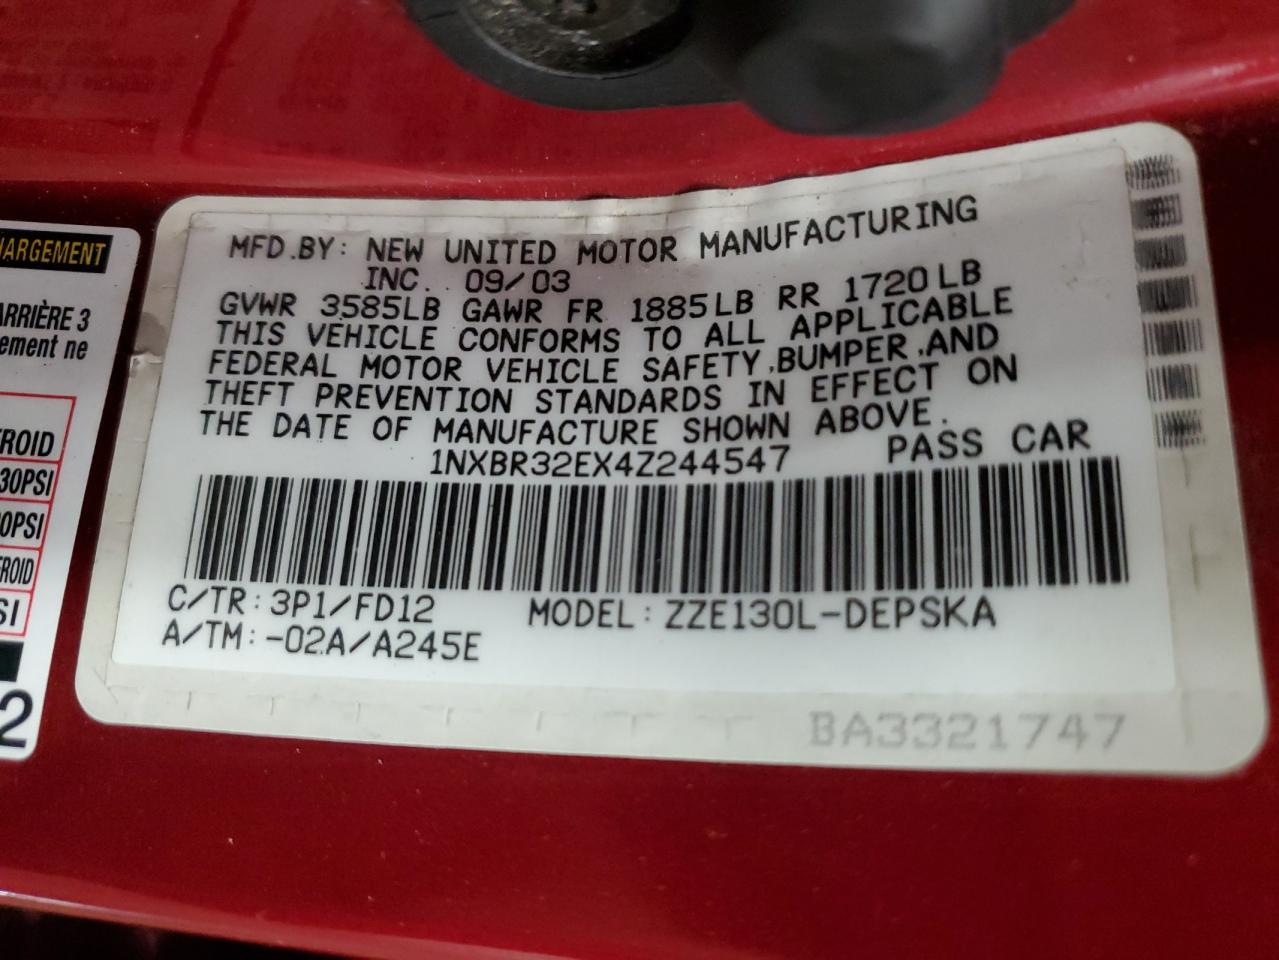 MFD.BY: NEW UNITED MOTOR MANUFACTURING
INC. 09/03
GVWR 3585LB GAWR FR 1885LB RR 1720LB
THIS VEHICLE CONFORMS TO ALL APPLICABLE
FEDERAL MOTOR VEHICLE SAFETY,BUMPER,AND
THEFT PREVENTION STANDARDS IN EFFECT ON
THE DATE OF MANUFACTURE SHOWN ABOVE.
1NXBR32EX4Z244547 PASS CAR
C/TR: 3P1/FD12 MODEL: ZZE130L-DEPSKA
A/TM: -02A/A245E
BA3321747
HARGEMENT
ARRIÈRE 3
ement ne
ROID
30PSI
0PSI
FROID
SI
2